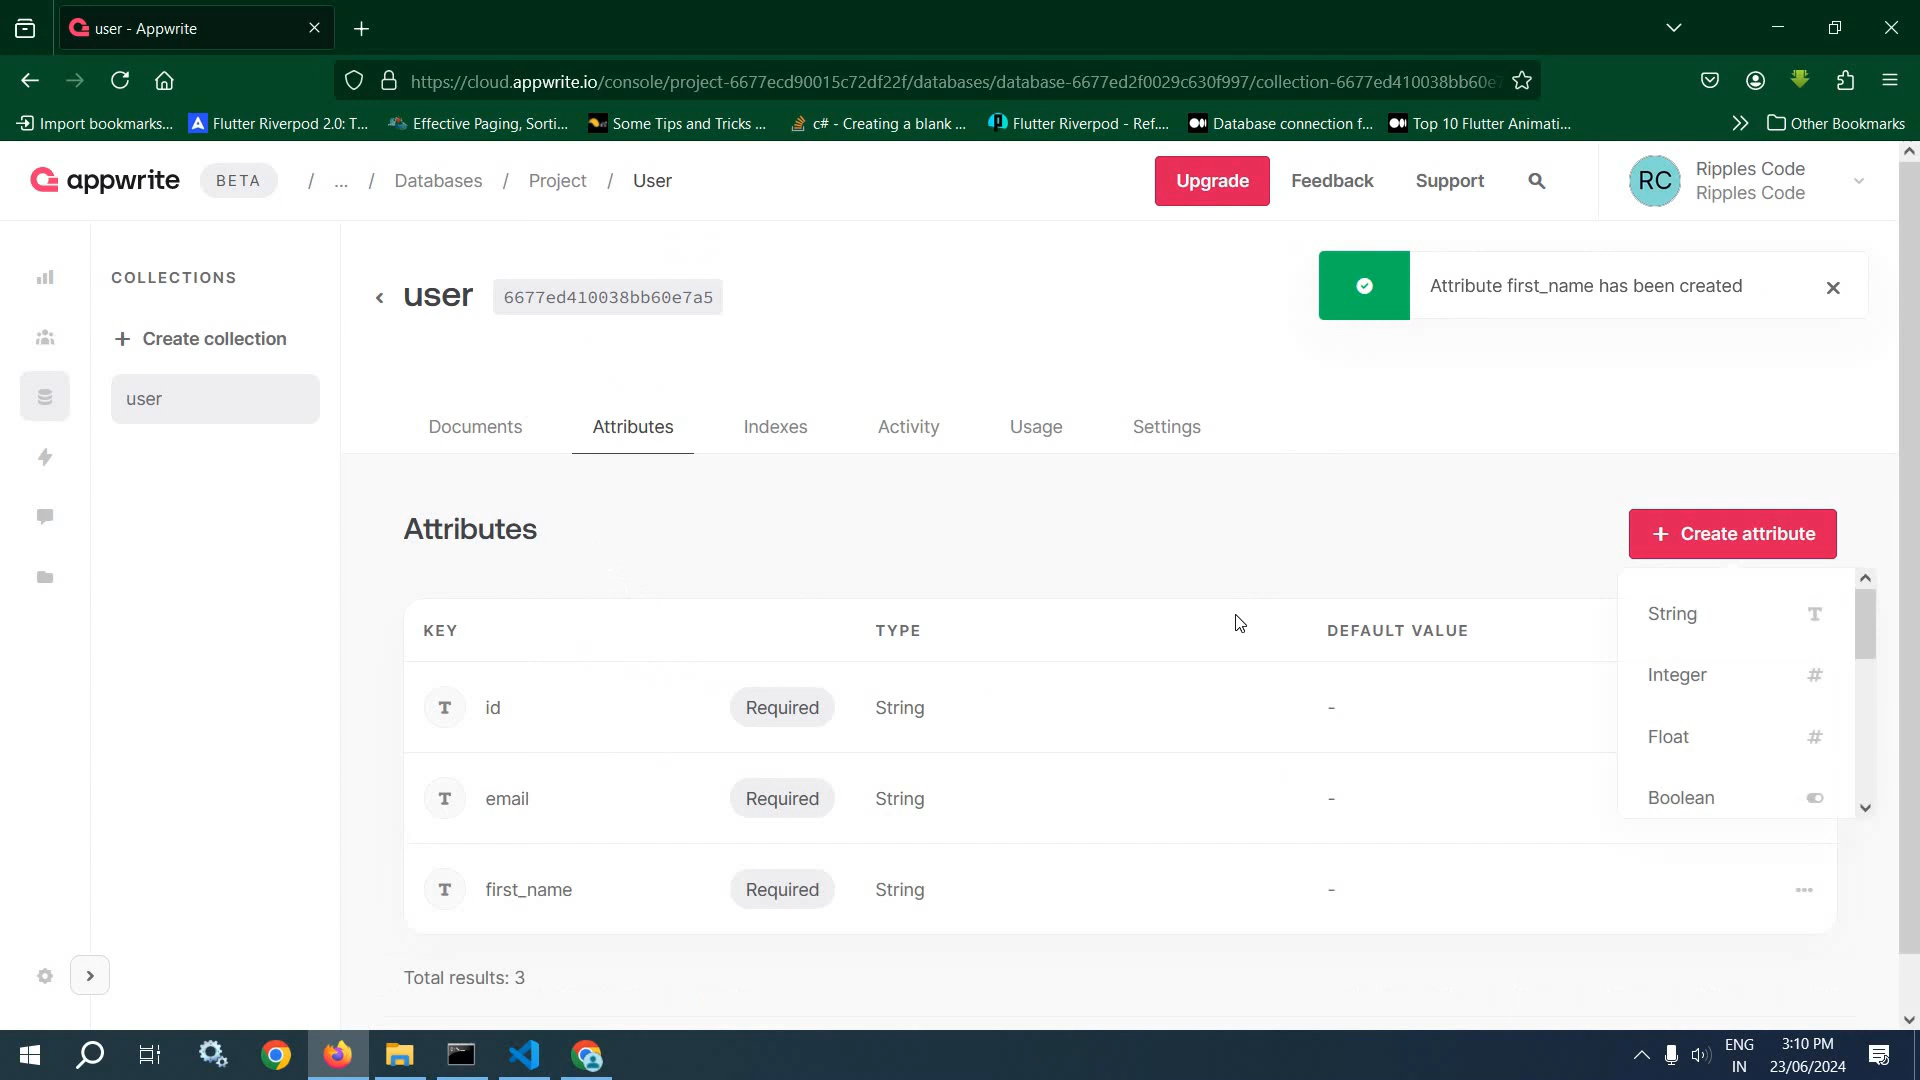 user - Appwrite
https://cloud.appwrite.io/console/project-6677ecd90015c72df22f/databases/database-6677ed2f0029c630f997/collection-6677ed410038bb60e7
Import bookmarks...
Flutter Riverpod 2.0: T...
Effective Paging, Sorti...
Some Tips and Tricks ...
c# - Creating a blank ...
Flutter Riverpod - Ref....
Database connection f...
Top 10 Flutter Animati...
Other Bookmarks
appwrite
BETA
/ ... / Databases / Project / User
Upgrade
Feedback
Support
RC
Ripples Code
Ripples Code
COLLECTIONS
Create collection
user
user
6677ed410038bb60e7a5
Attribute first_name has been created
Documents
Attributes
Indexes
Activity
Usage
Settings
Attributes
+ Create attribute
String
Integer
Float
Boolean
KEY TYPE DEFAULT VALUE
id Required String -
email Required String -
first_name Required String -
Total results: 3
ENG
IN
3:10 PM
23/06/2024